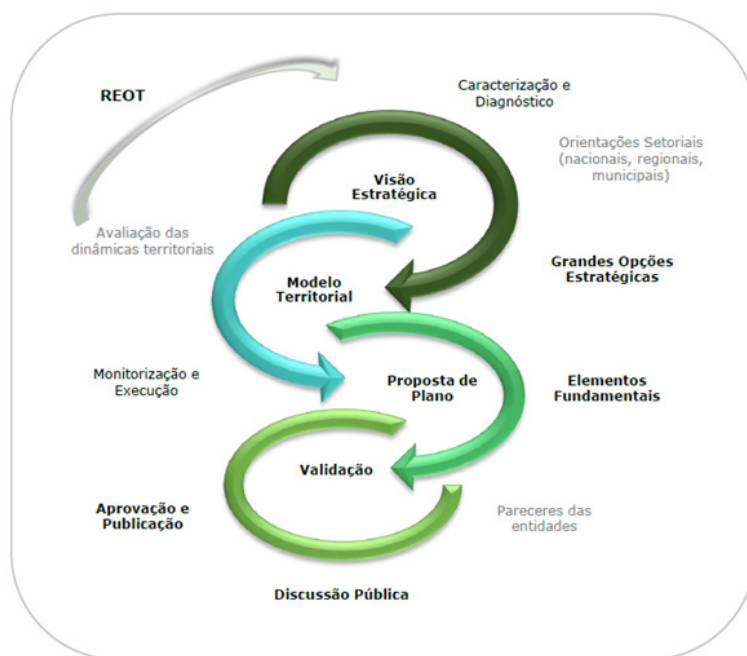 REOT
Caracterização e
Diagnóstico
Orientações Setoriais
(nacionais, regionais,
municipais)
Visão
Estratégica
Avaliação das
dinâmicas territoriais
Grandes Opções
Estratégicas
Modelo
Territorial
Monitorização e
Execução
Proposta de
Plano
Elementos
Fundamentais
Validação
Aprovação e
Publicação
Pareceres das
entidades
Discussão Pública